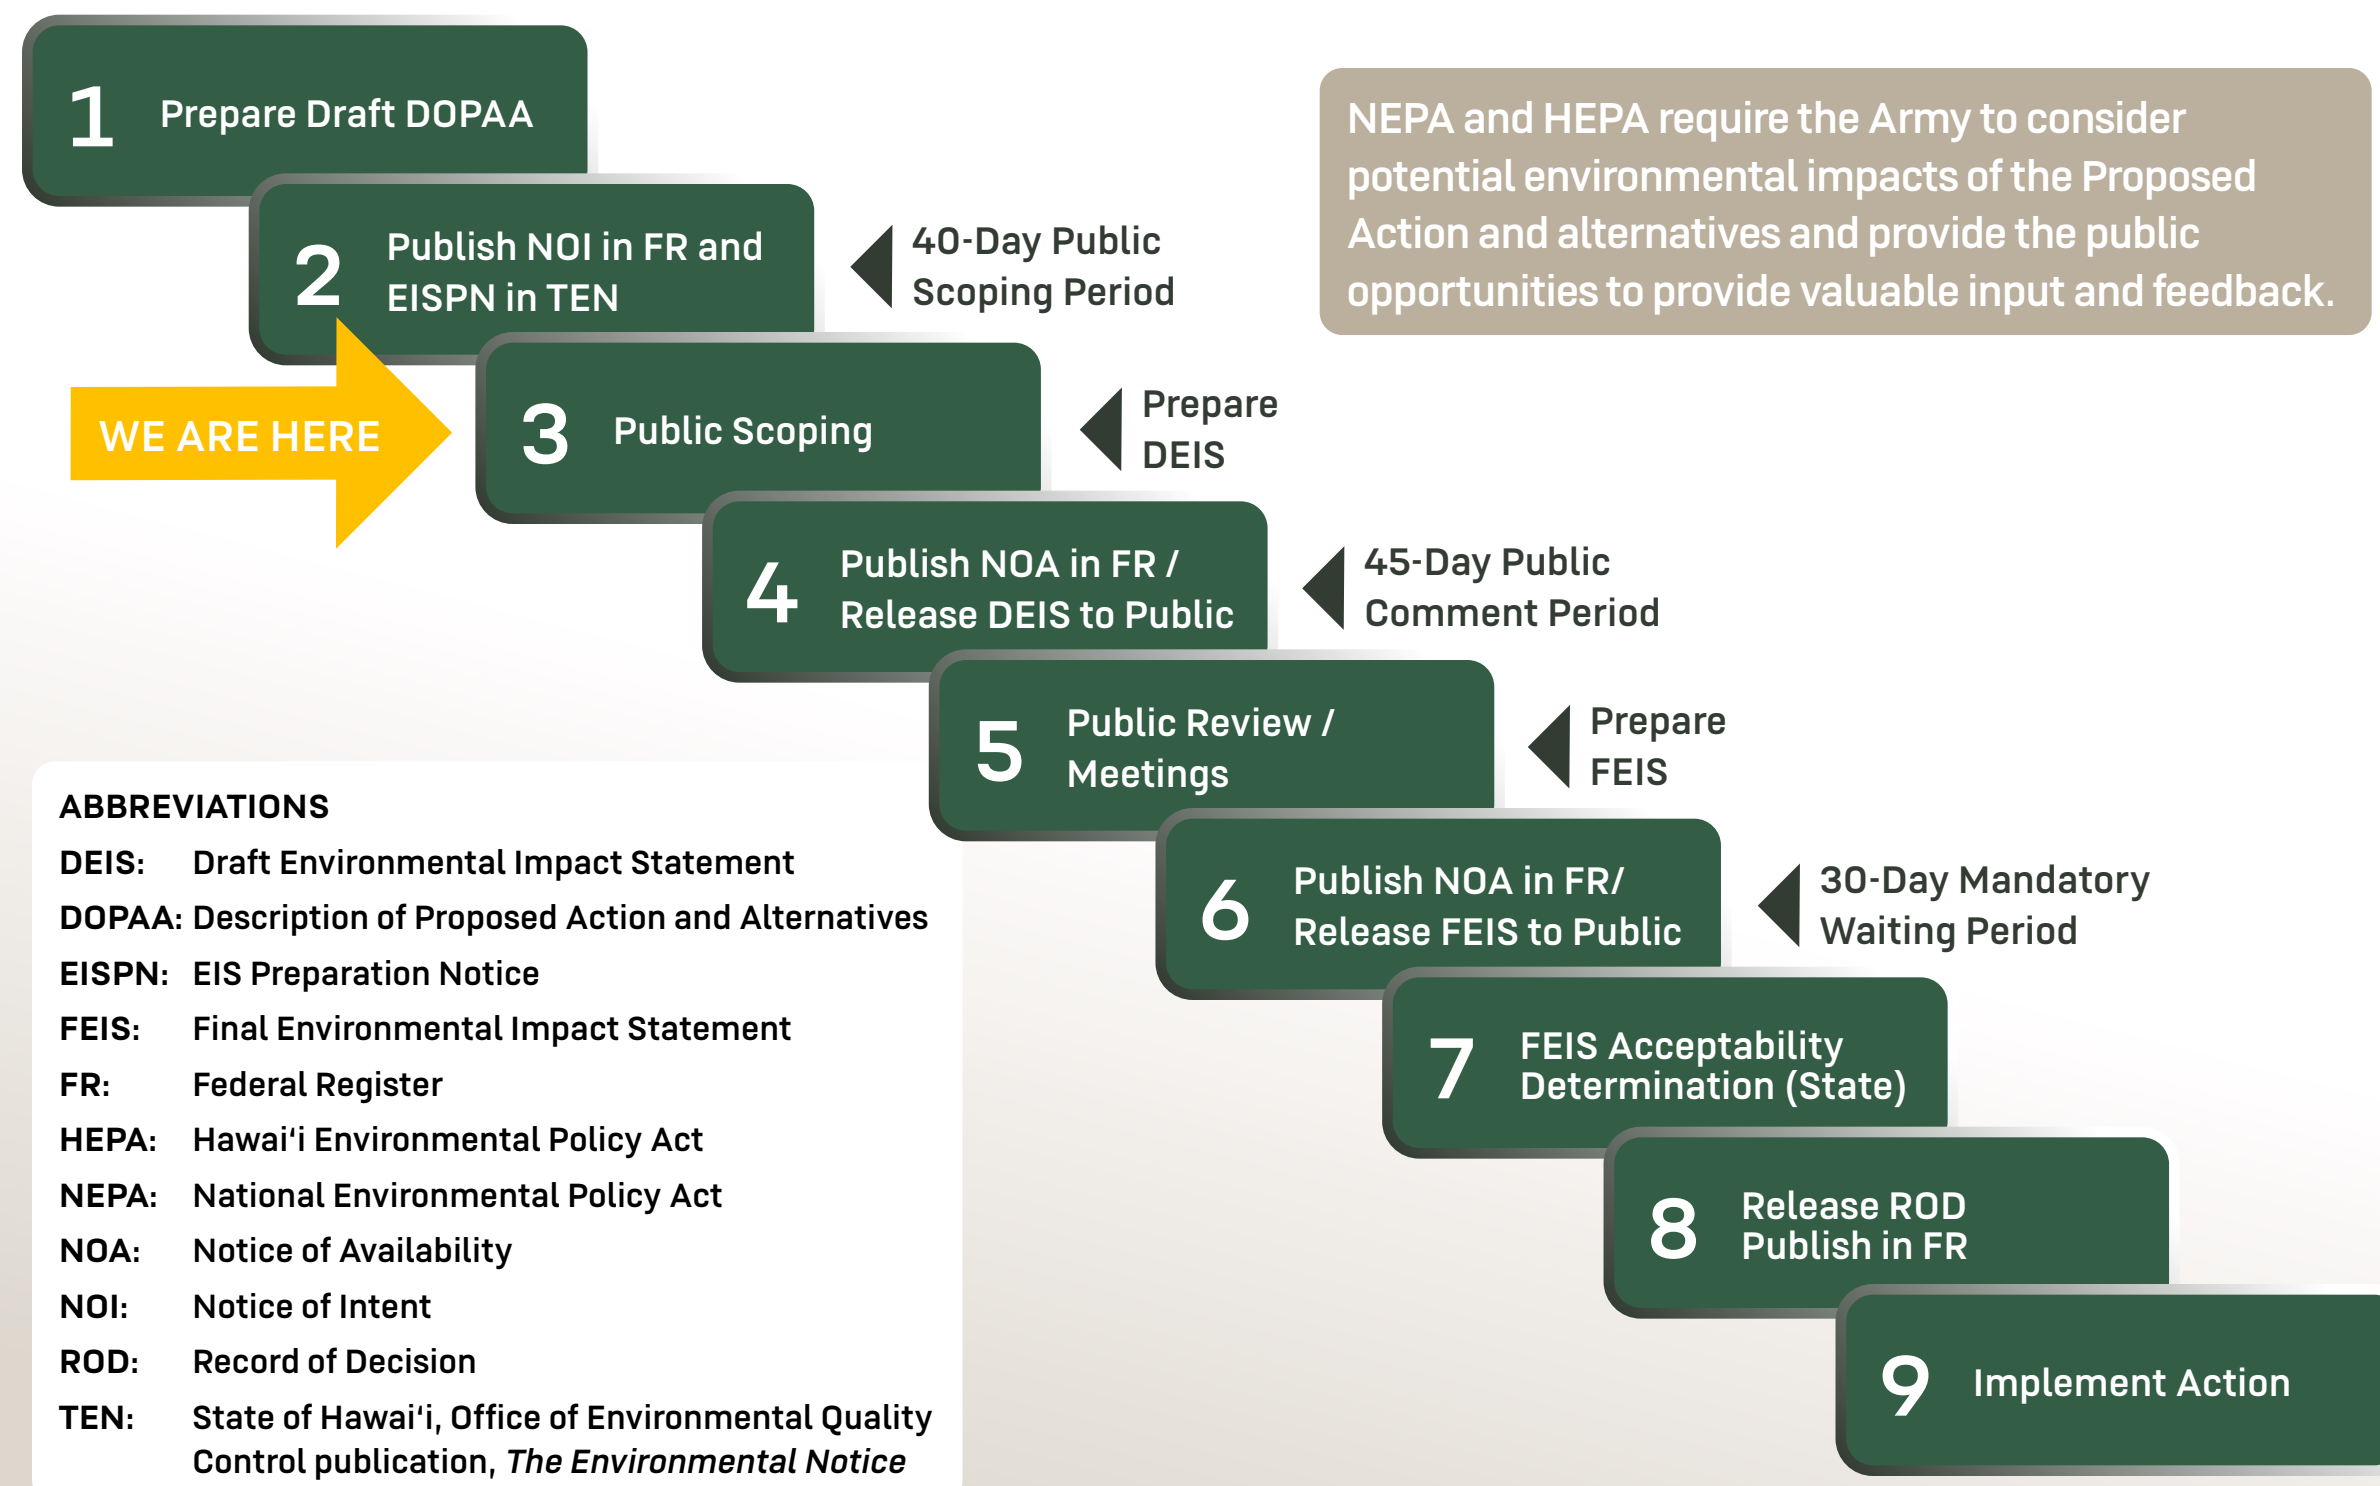 1 Prepare Draft DOPAA
2 Publish NOI in FR and
EISPN in TEN
40-Day Public
Scoping Period
NEPA and HEPA require the Army to consider
potential environmental impacts of the Proposed
Action and alternatives and provide the public
opportunities to provide valuable input and feedback.
WE ARE HERE
3 Public Scoping
Prepare
DEIS
4 Publish NOA in FR /
Release DEIS to Public
45-Day Public
Comment Period
5 Public Review /
Meetings
Prepare
FEIS
6 Publish NOA in FR/
Release FEIS to Public
30-Day Mandatory
Waiting Period
7 FEIS Acceptability
Determination (State)
8 Release ROD
Publish in FR
9 Implement Action
ABBREVIATIONS
DEIS: Draft Environmental Impact Statement
DOPAA: Description of Proposed Action and Alternatives
EISPN: EIS Preparation Notice
FEIS: Final Environmental Impact Statement
FR: Federal Register
HEPA: Hawai‘i Environmental Policy Act
NEPA: National Environmental Policy Act
NOA: Notice of Availability
NOI: Notice of Intent
ROD: Record of Decision
TEN: State of Hawai‘i, Office of Environmental Quality
Control publication, The Environmental Notice